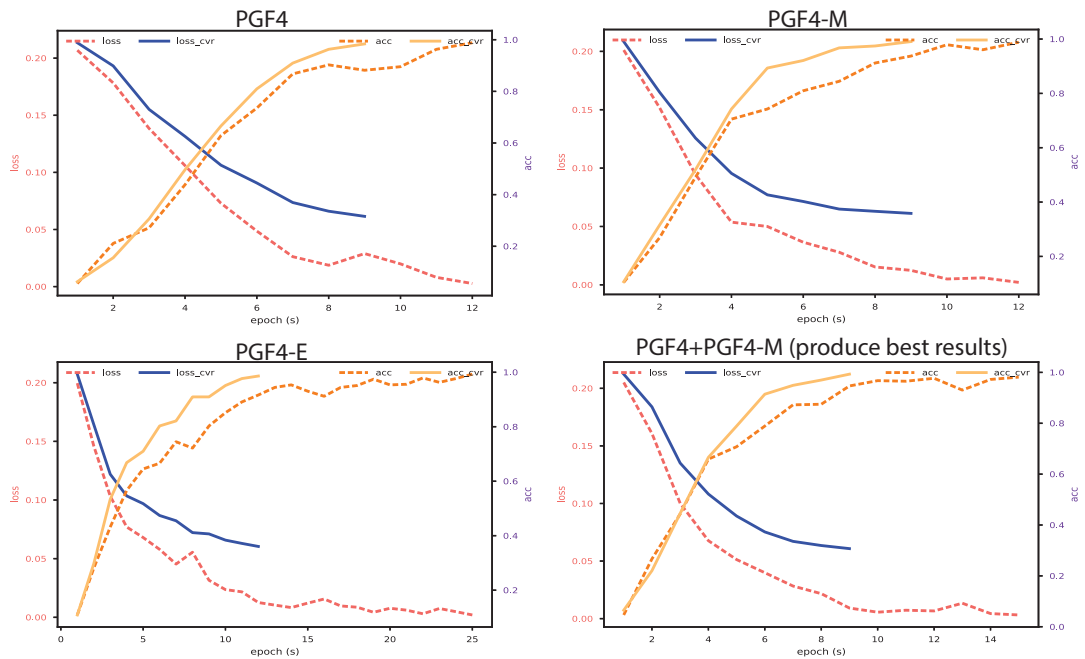 PGF4
loss loss_cvr acc acc_cvr
0.20
0.15
0.10
0.05
0.00
loss
1.0
0.8
0.6
0.4
0.2
acc
2 4 6 8 10 12
epoch (s)
PGF4-M
loss loss_cvr acc acc_cvr
0.20
0.15
0.10
0.05
0.00
loss
1.0
0.8
0.6
0.4
0.2
acc
2 4 6 8 10 12
epoch (s)
PGF4-E
loss loss_cvr acc acc_cvr
0.20
0.15
0.10
0.05
0.00
loss
1.0
0.8
0.6
0.4
0.2
acc
0 5 10 15 20 25
epoch (s)
PGF4+PGF4-M (produce best results)
loss loss_cvr acc acc_cvr
0.20
0.15
0.10
0.05
0.00
loss
1.0
0.8
0.6
0.4
0.2
0.0
acc
2 4 6 8 10 12 14
epoch (s)